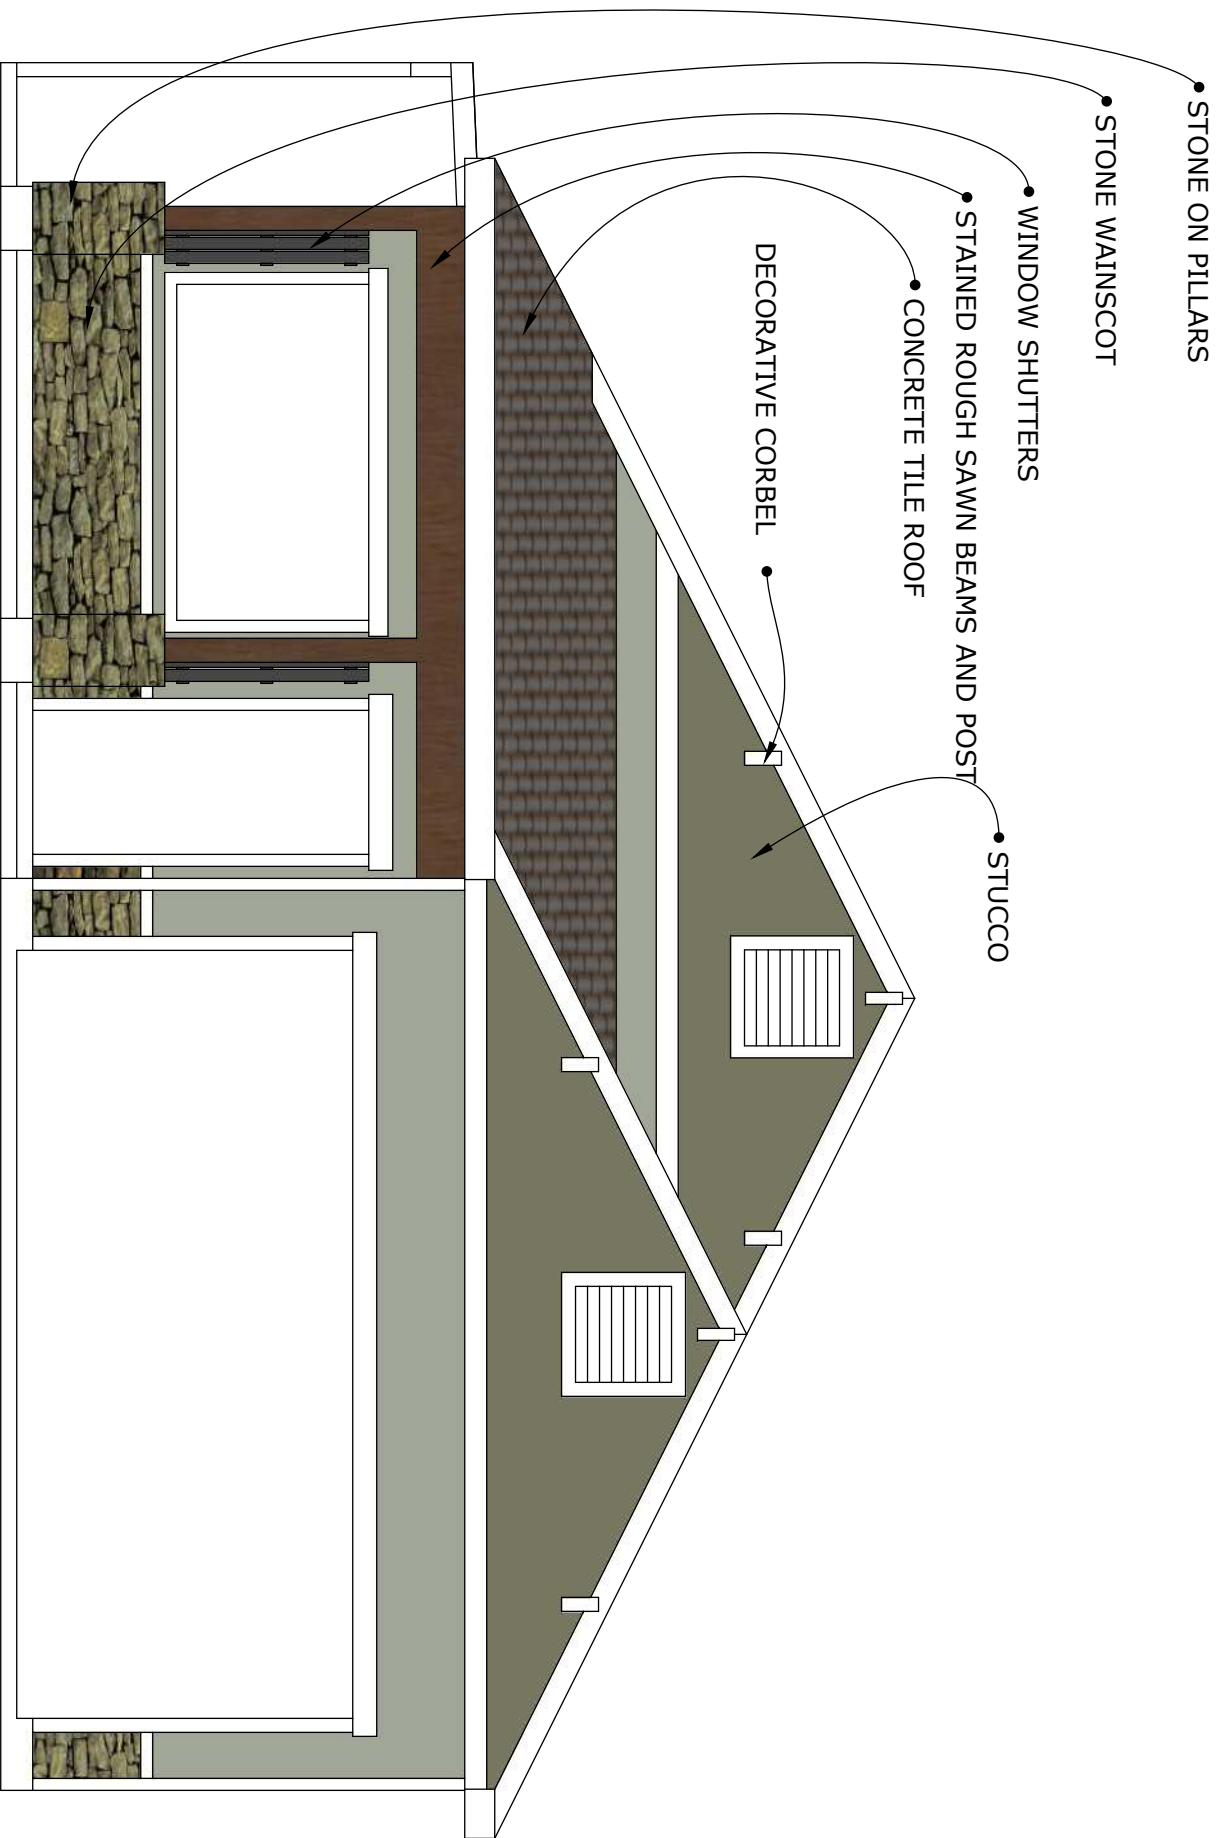 STONE ON PILLARS
STONE WAINSCOT
WINDOW SHUTTERS
STAINED ROUGH SAWN BEAMS AND POST
CONCRETE TILE ROOF
DECORATIVE CORBEL
STUCCO